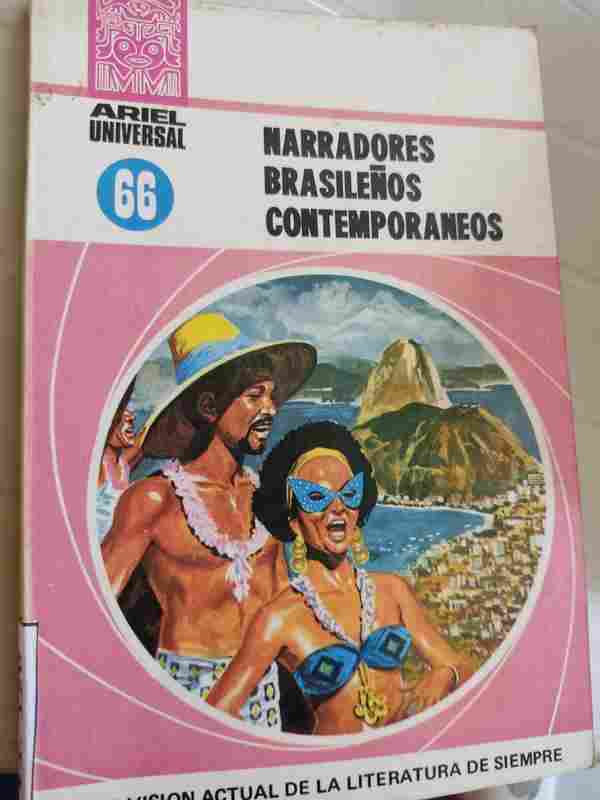 ARIEL
UNIVERSAL
66
NARRADORES
BRASILEÑOS
CONTEMPORANEOS
VISION ACTUAL DE LA LITERATURA DE SIEMPRE